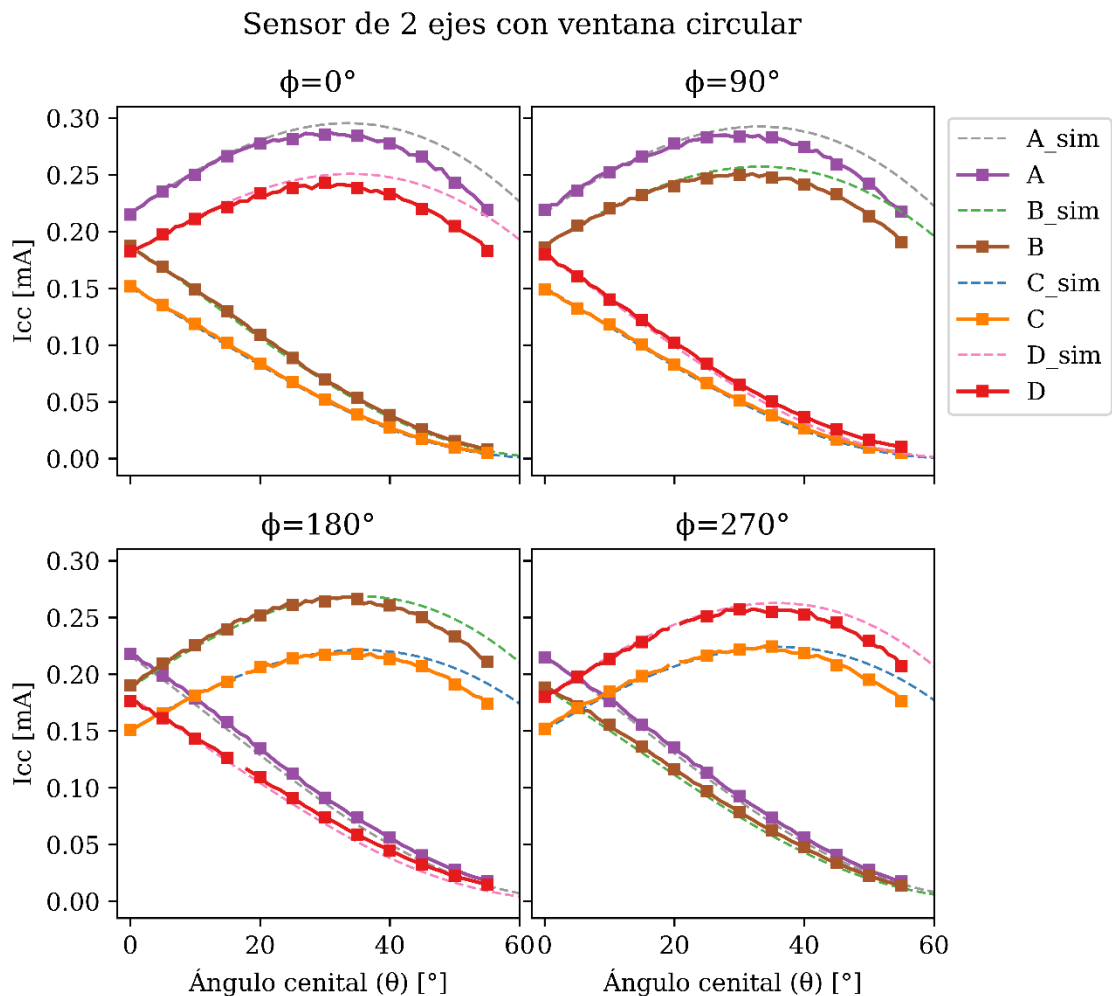 Sensor de 2 ejes con ventana circular
ϕ=0°
ϕ=90°
0.30
0.25
0.20
0.15
0.10
0.05
0.00
Icc [mA]
A_sim
A
B_sim
B
C_sim
C
D_sim
D
ϕ=180°
ϕ=270°
0.30
0.25
0.20
0.15
0.10
0.05
0.00
Icc [mA]
0 20 40 60
0 20 40 60
Ángulo cenital (θ) [°]
Ángulo cenital (θ) [°]